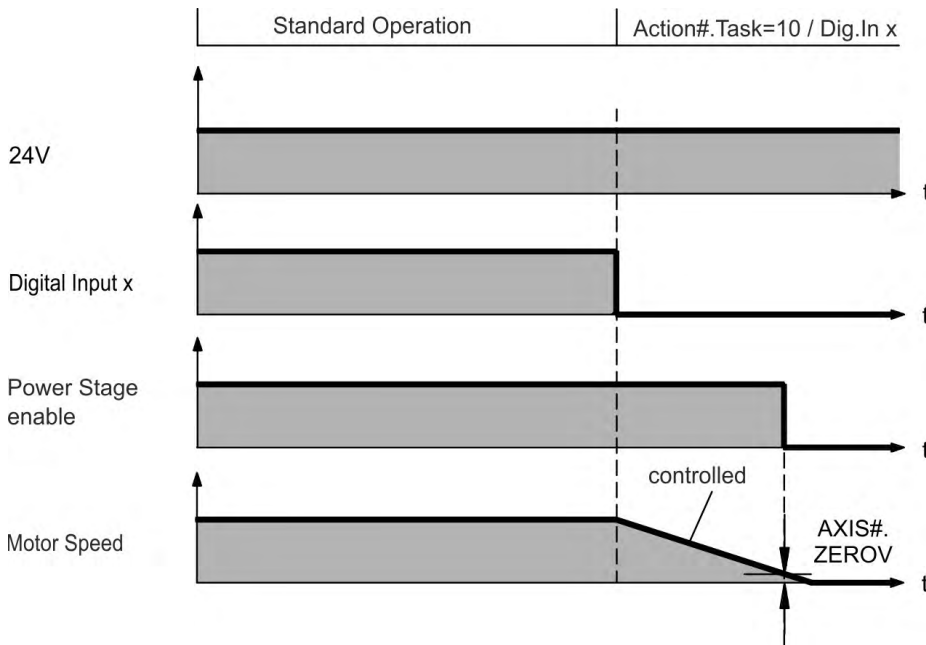 Standard Operation
Action#.Task=10 / Dig.In x
24V
t
Digital Input x
t
Power Stage
enable
t
controlled
Motor Speed
AXIS#.
ZEROV
t